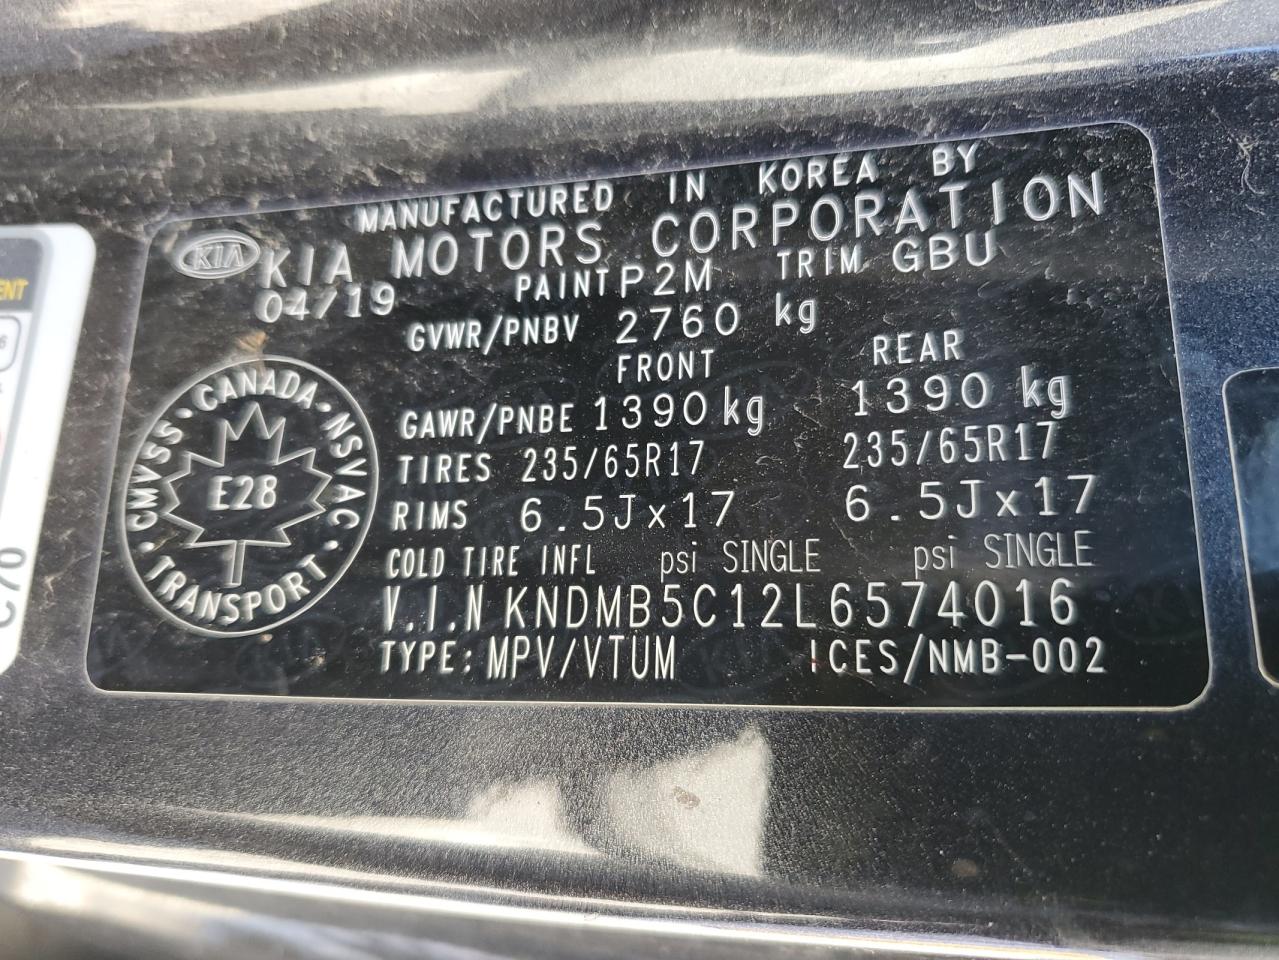 MANUFACTURED IN KOREA BY
KIA KIA MOTORS CORPORATION
04/19 PAINT P2M TRIM GBU
GVWR/PNBV 2760 kg
FRONT REAR
GAWR/PNBE 1390 kg 1390 kg
TIRES 235/65R17 235/65R17
RIMS 6.5J x 17 6.5J x 17
COLD TIRE INFL psi SINGLE psi SINGLE
V.I.N KNDMB5C12L6574016
TYPE: MPV/VTUM ICES/NMB-002
CANADA · NSVAC · TRANSPORT · CMVSS ·
E28
ENT
6
C70